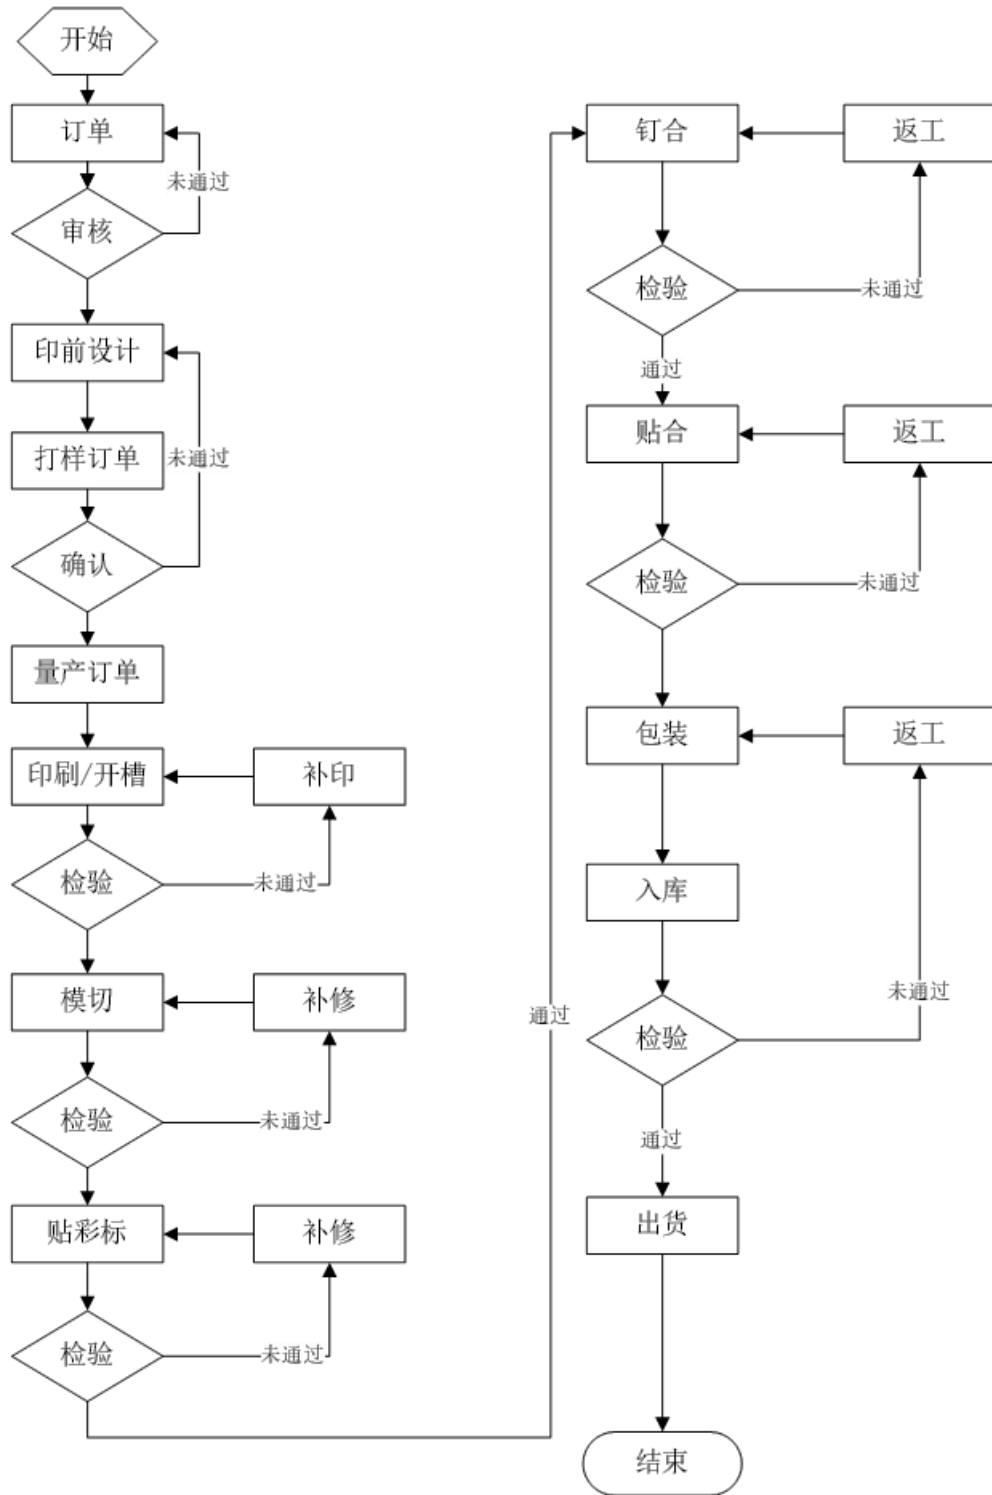 开始
订单
未通过
审核
印前设计
打样订单
未通过
确认
量产订单
印刷/开槽
补印
检验
未通过
模切
补修
检验
未通过
贴彩标
补修
检验
未通过
通过
钉合
返工
检验
未通过
通过
贴合
返工
检验
未通过
包装
返工
入库
检验
未通过
通过
出货
结束